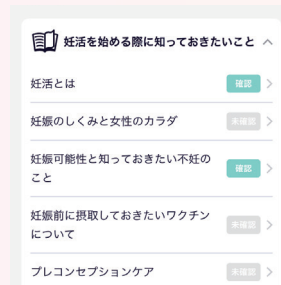 妊活を始める際に知っておきたいこと
妊活とは
確認
妊娠のしくみと女性のカラダ
未確認
妊娠可能性と知っておきたい不妊の
こと
確認
妊娠前に摂取しておきたいワクチン
について
未確認
プレコンセプションケア
未確認